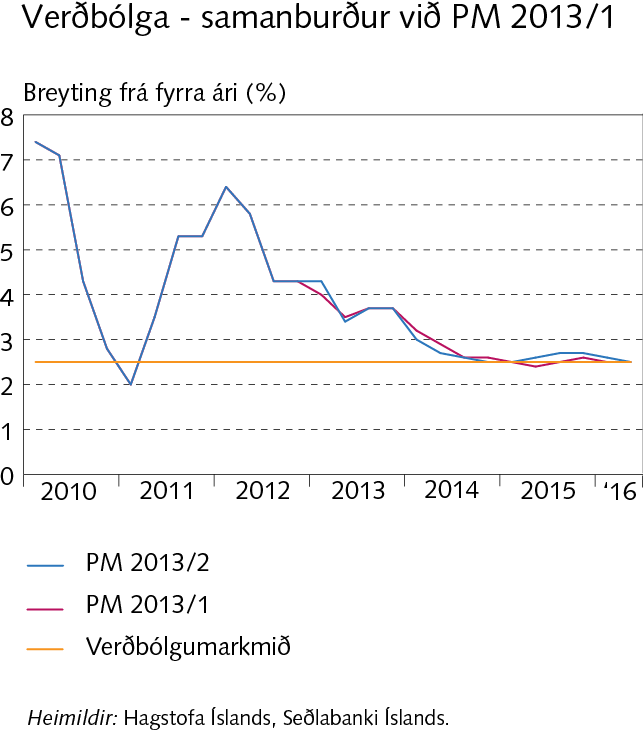 Verðbólga - samanburður við PM 2013/1
Breyting frá fyrra ári (%)
8
7
6
5
4
3
2
1
0
2010 2011 2012 2013 2014 2015 '16
PM 2013/2
PM 2013/1
Verðbólgumarkmið
Heimildir: Hagstofa Íslands, Seðlabanki Íslands.